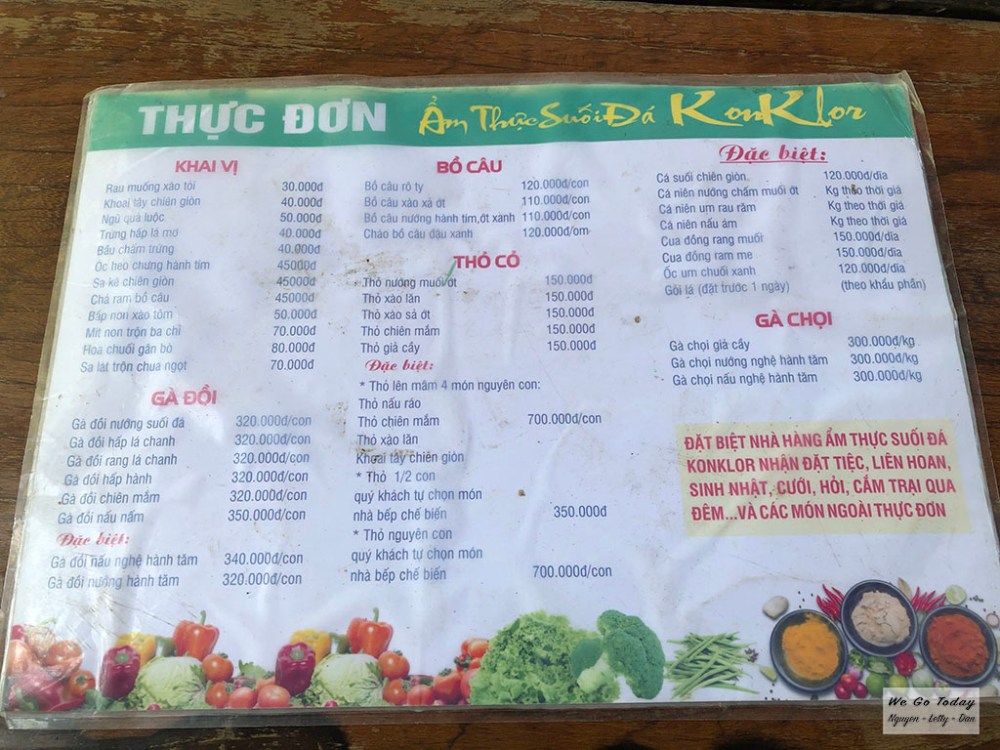 THỰC ĐƠN Ẩm Thực Suối Đá KonKlor
KHAI VỊ
Rau muống xào tỏi 30.000đ
Khoai tây chiên giòn 40.000đ
Ngũ quả luộc 50.000đ
Trứng hấp lá mơ 40.000đ
Bầu chấm trứng 40.000đ
Ốc heo chưng hành tím 45000đ
Sa kê chiên giòn 45000đ
Chả ram bồ câu 45000đ
Bắp non xào tôm 50.000đ
Mít non trộn ba chỉ 70.000đ
Hoa chuối gân bò 80.000đ
Sa lát trộn chua ngọt 70.000đ
GÀ ĐỒI
Gà đồi nướng suối đá 320.000đ/con
Gà đồi hấp lá chanh 320.000đ/con
Gà đồi rang lá chanh 320.000đ/con
Gà đồi hấp hành 320.000đ/con
Gà đồi chiên mắm 320.000đ/con
Gà đồi nấu nấm 350.000đ/con
Đặc biệt:
Gà đồi nấu nghệ hành tăm 340.000đ/con
Gà đồi nướng hành tăm 320.000đ/con
BỒ CÂU
Bồ câu rô ty 120.000đ/con
Bồ câu xào xả ớt 110.000đ/con
Bồ câu nướng hành tím,ớt xanh 110.000đ/con
Cháo bồ câu đậu xanh 120.000đ/om
THỎ CỎ
Thỏ nướng muối ớt 150.000đ
Thỏ xào lăn 150.000đ
Thỏ xào sả ớt 150.000đ
Thỏ chiên mắm 150.000đ
Thỏ giả cầy 150.000đ
Đặc biệt:
* Thỏ lên mâm 4 món nguyên con:
Thỏ nấu ráo
Thỏ chiên mắm 700.000đ/con
Thỏ xào lăn
Khoai tây chiên giòn
* Thỏ 1/2 con
quý khách tự chọn món
nhà bếp chế biến 350.000đ
* Thỏ nguyên con
quý khách tự chọn món
nhà bếp chế biến 700.000đ/con
Đặc biệt:
Cá suối chiên giòn 120.000đ/dĩa
Cá niên nướng chấm muối ớt Kg theo thời giá
Cá niên um rau răm Kg theo thời giá
Cá niên nấu ám Kg theo thời giá
Cua đồng rang muối 150.000đ/dĩa
Cua đồng ram me 150.000đ/dĩa
Ốc um chuối xanh 120.000đ/dĩa
Gỏi lá (đặt trước 1 ngày) (theo khẩu phần)
GÀ CHỌI
Gà chọi giả cầy 300.000đ/kg
Gà chọi nướng nghệ hành tăm 300.000đ/kg
Gà chọi nấu nghệ hành tăm 300.000đ/kg
ĐẶT BIỆT NHÀ HÀNG ẨM THỰC SUỐI ĐÁ
KONKLOR NHẬN ĐẶT TIỆC, LIÊN HOAN,
SINH NHẬT, CƯỚI, HỎI, CẮM TRẠI QUA
ĐÊM...VÀ CÁC MÓN NGOÀI THỰC ĐƠN
We Go Today
Nguyen - Letty - Dan